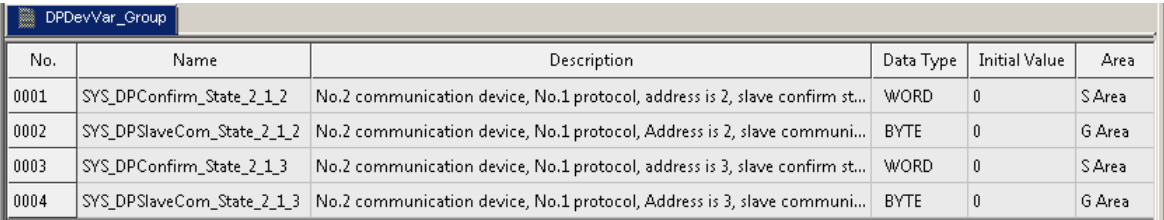 DPDevVar_Group
No. Name Description Data Type Initial Value Area
0001 SYS_DPConfirm_State_2_1_2 No.2 communication device, No.1 protocol, address is 2, slave confirm st... WORD 0 S Area
0002 SYS_DPSlaveCom_State_2_1_2 No.2 communication device, No.1 protocol, Address is 2, slave communi... BYTE 0 G Area
0003 SYS_DPConfirm_State_2_1_3 No.2 communication device, No.1 protocol, address is 3, slave confirm st... WORD 0 S Area
0004 SYS_DPSlaveCom_State_2_1_3 No.2 communication device, No.1 protocol, Address is 3, slave communi... BYTE 0 G Area